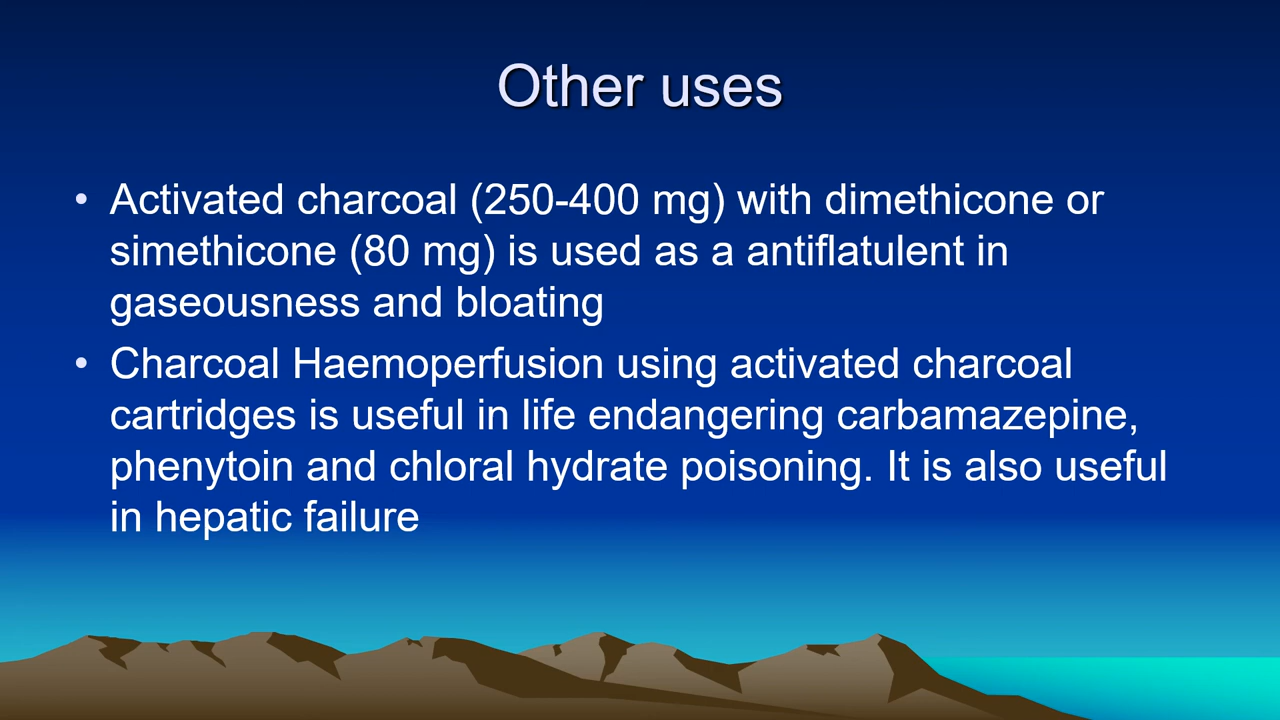 Other uses
• Activated charcoal (250-400 mg) with dimethicone or
simethicone (80 mg) is used as a antiflatulent in
gaseousness and bloating
• Charcoal Haemoperfusion using activated charcoal
cartridges is useful in life endangering carbamazepine,
phenytoin and chloral hydrate poisoning. It is also useful
in hepatic failure